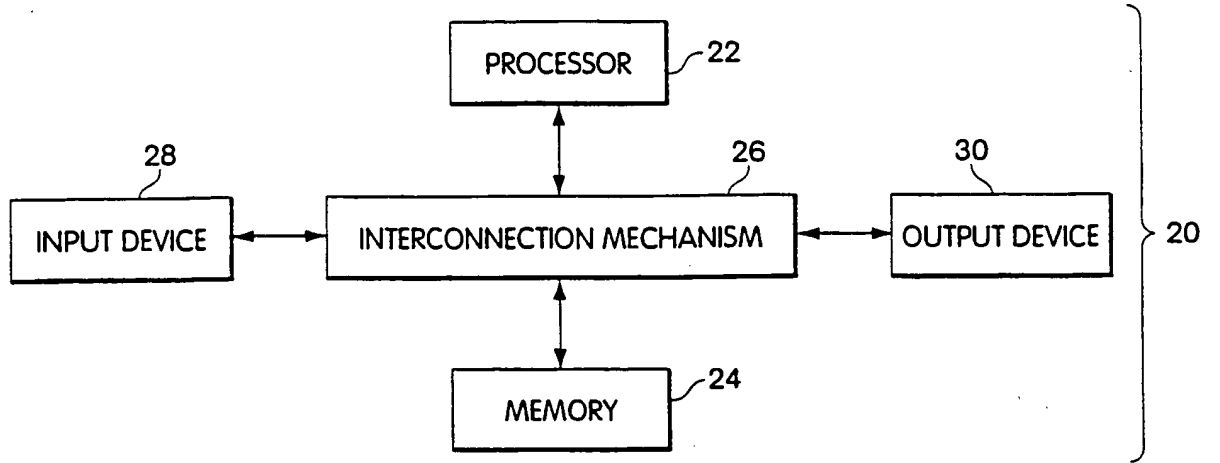 PROCESSOR
22
28
26
30
INPUT DEVICE
INTERCONNECTION MECHANISM
OUTPUT DEVICE
20
24
MEMORY